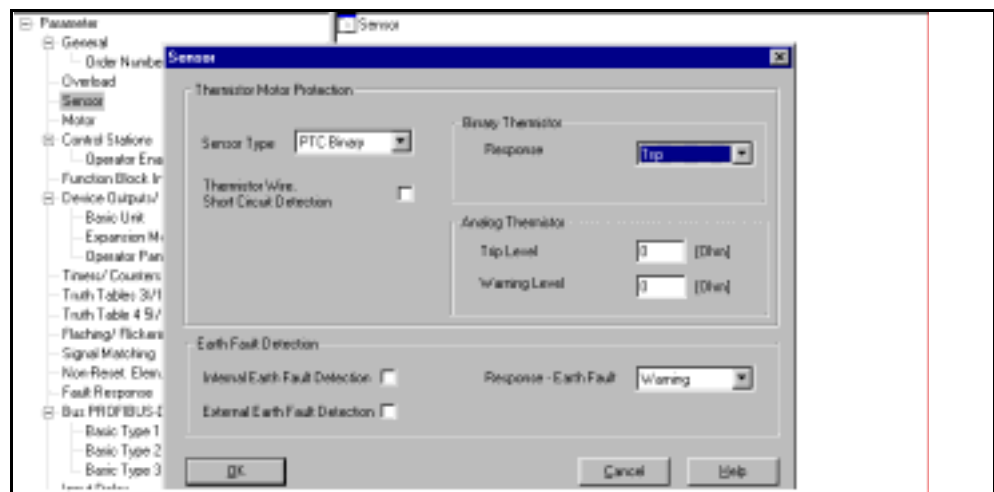 Parameter
Sensor
General
Order Numbe
Sensor
Overload
Sensor
Motor
Control Stations
Operator Ena
Function Block Ir
Device Outputs/
Basic Unit
Expansion M
Operator Pan
Timers/ Counters
Truth Tables 3I/1
Truth Table 4 5I/
Flashing/ Flickers
Signal Matching
Non-Reset. Elem.
Fault Response
Bus PROFIBUS-D
Basic Type 1
Basic Type 2
Basic Type 3
Input Delay
Thermistor Motor Protection
Sensor Type PTC Binary
Thermistor Wire,
Short Circuit Detection
Binary Thermistor
Response Trip
Analog Thermistor
Trip Level 0 [Ohm]
Warning Level 0 [Ohm]
Earth Fault Detection
Internal Earth Fault Detection
Response - Earth Fault Warning
External Earth Fault Detection
OK
Cancel
Help